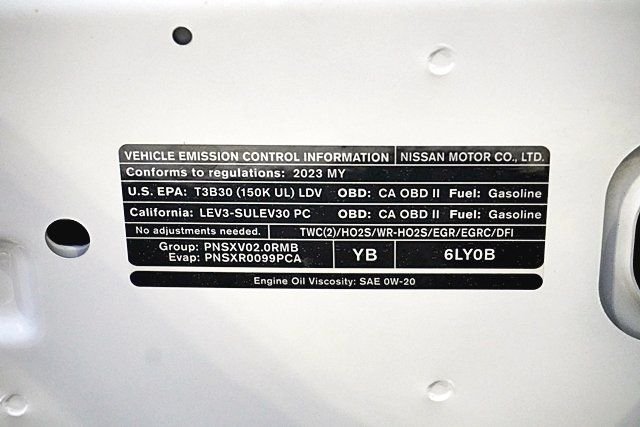 VEHICLE EMISSION CONTROL INFORMATION NISSAN MOTOR CO., LTD.
Conforms to regulations: 2023 MY
U.S. EPA: T3B30 (150K UL) LDV OBD: CA OBD II Fuel: Gasoline
California: LEV3-SULEV30 PC OBD: CA OBD II Fuel: Gasoline
No adjustments needed. TWC(2)/HO2S/WR-HO2S/EGR/EGRC/DFI
Group: PNSXV02.0RMB
Evap: PNSXR0099PCA
YB
6LY0B
Engine Oil Viscosity: SAE 0W-20